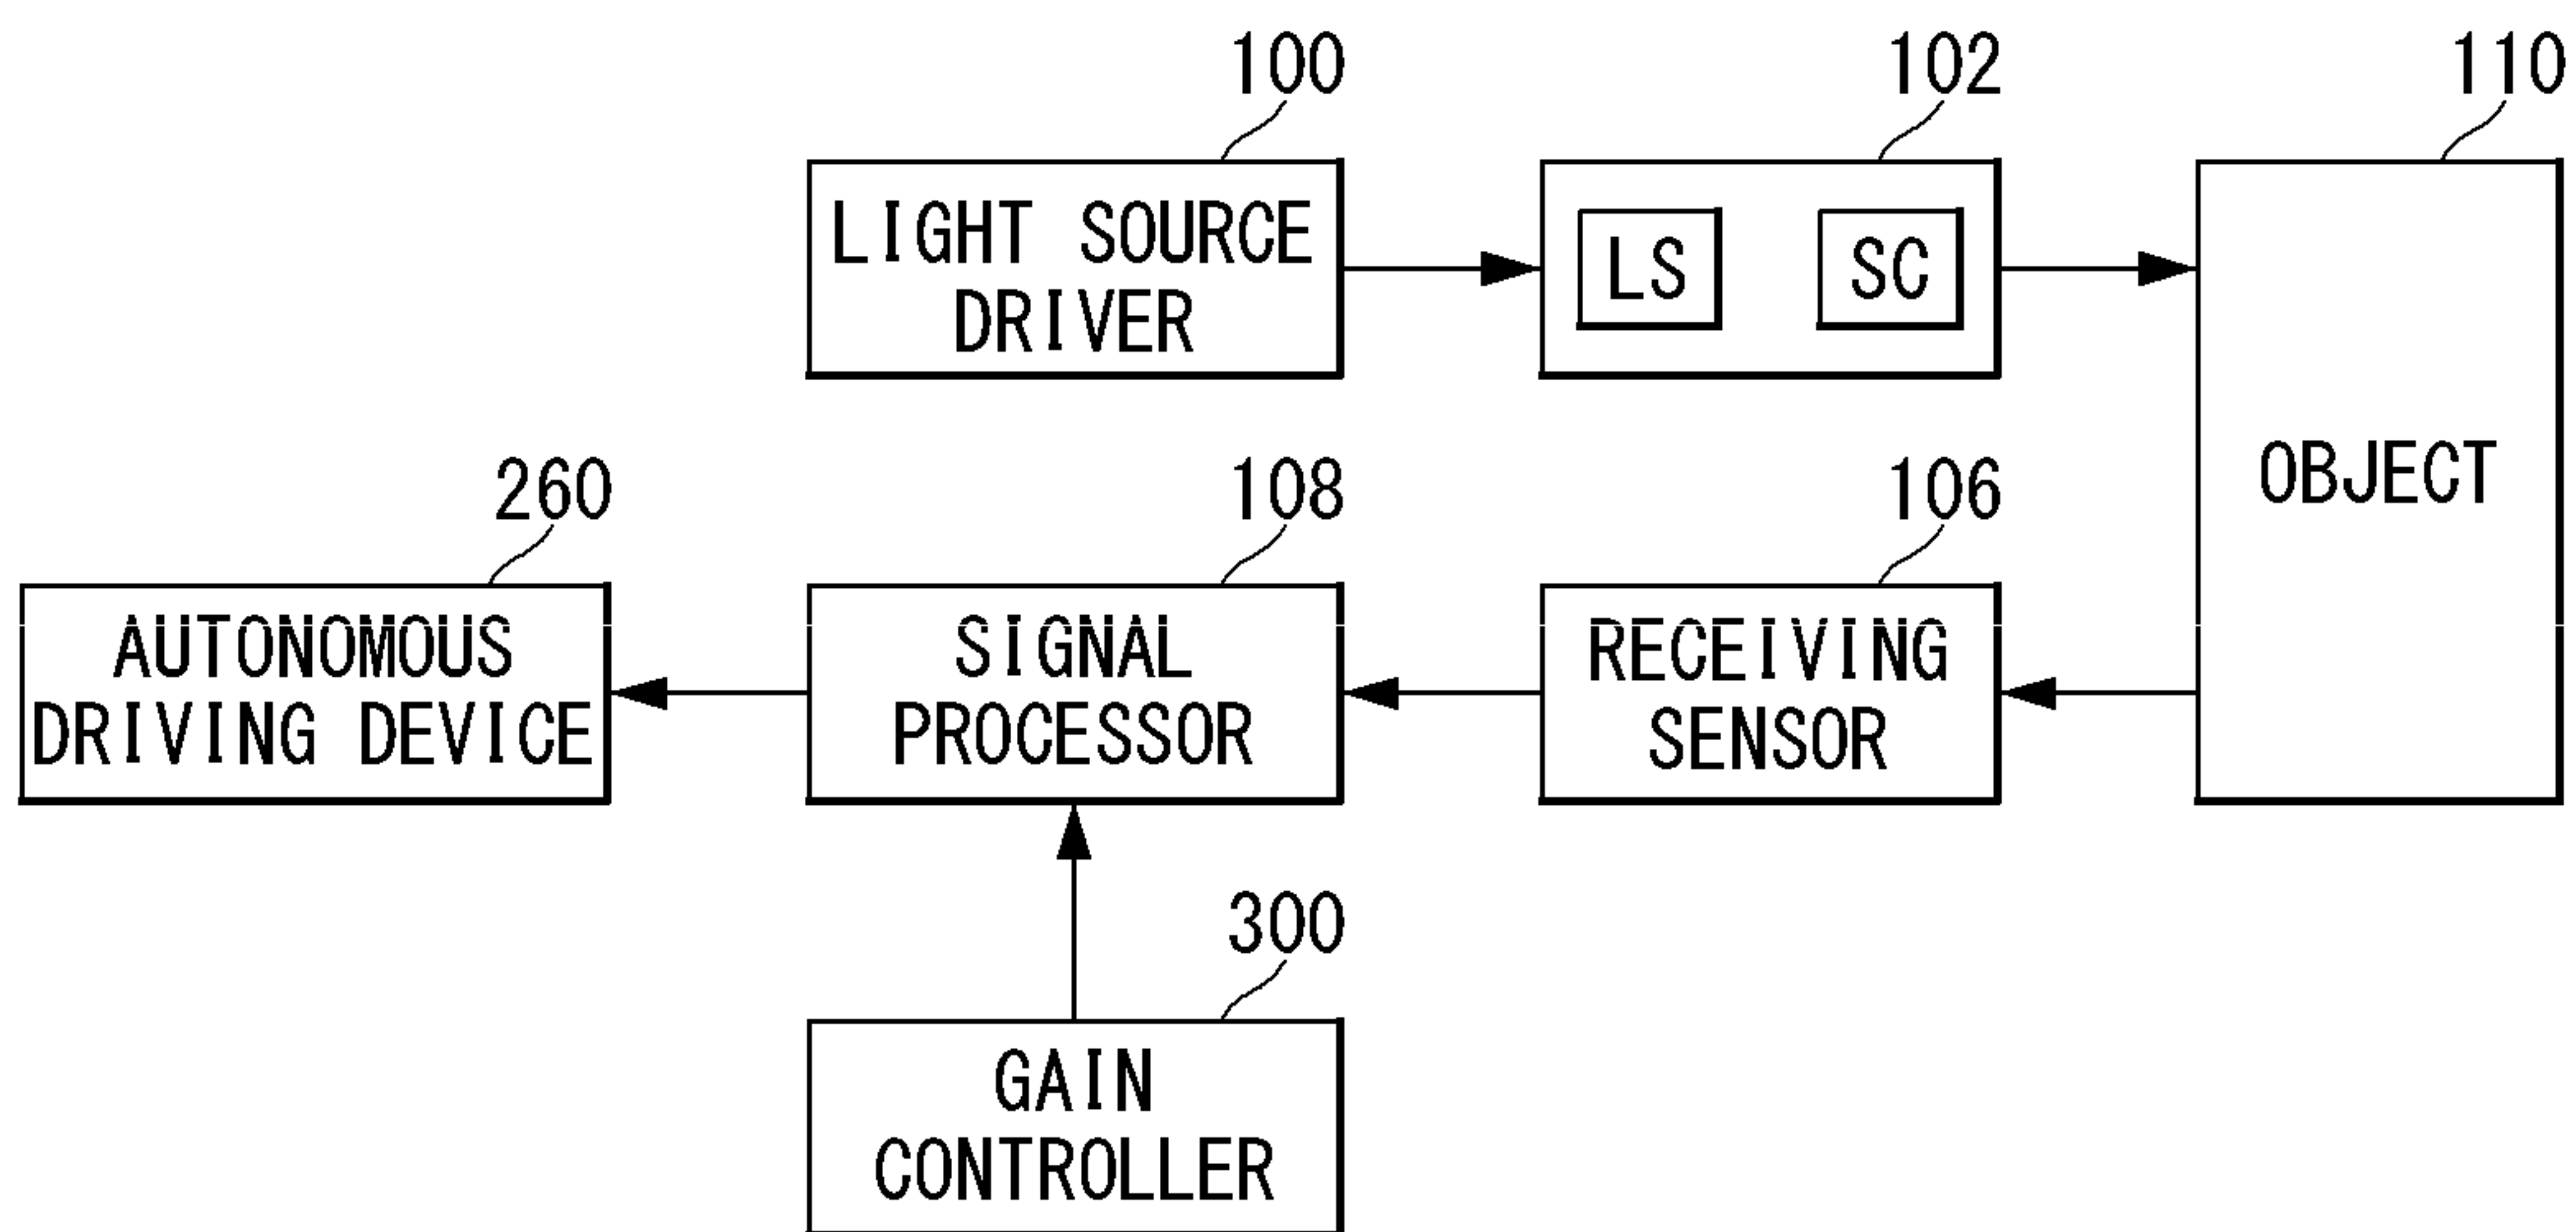 100
102
110
LIGHT SOURCE
DRIVER
LS
SC
OBJECT
260
108
106
AUTONOMOUS
DRIVING DEVICE
SIGNAL
PROCESSOR
RECEIVING
SENSOR
300
GAIN
CONTROLLER